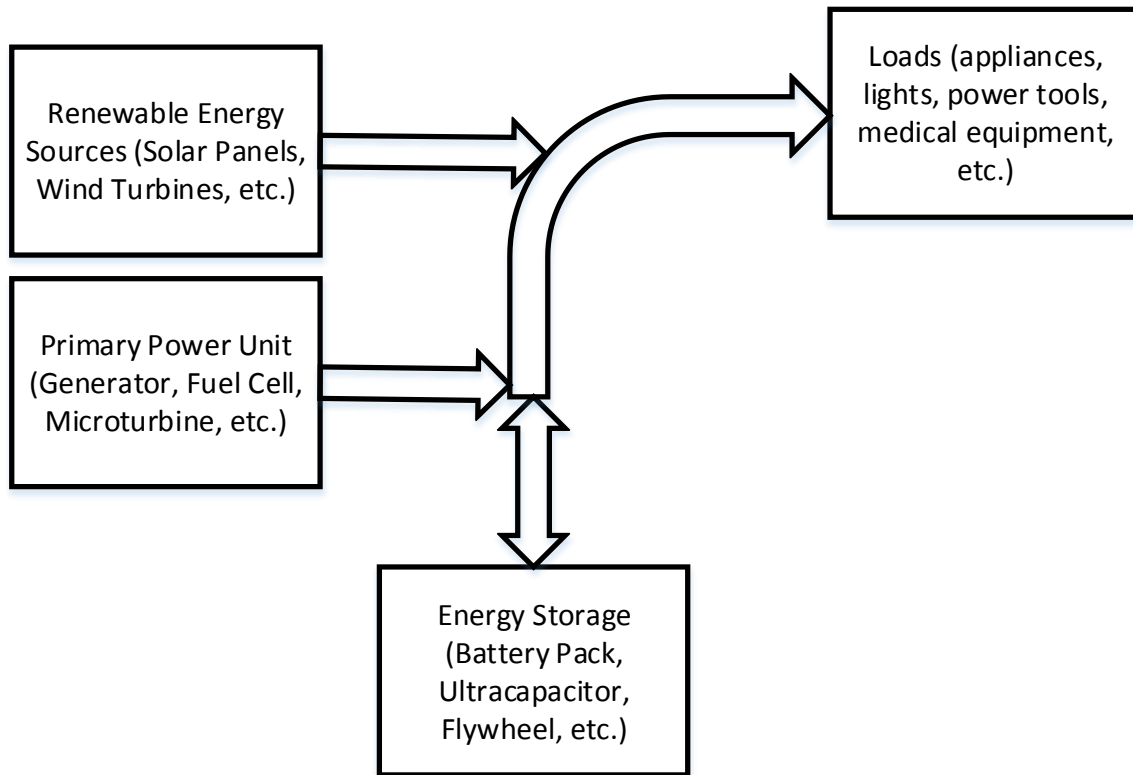 Renewable Energy
Sources (Solar Panels,
Wind Turbines, etc.)
Loads (appliances,
lights, power tools,
medical equipment,
etc.)
Primary Power Unit
(Generator, Fuel Cell,
Microturbine, etc.)
Energy Storage
(Battery Pack,
Ultracapacitor,
Flywheel, etc.)